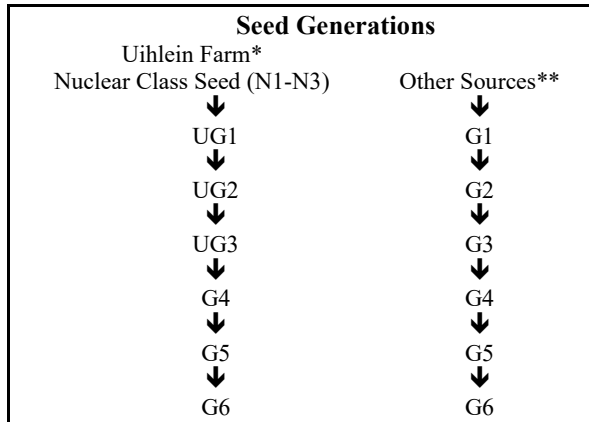 Seed Generations
Uihlein Farm*
Nuclear Class Seed (N1-N3) Other Sources**
UG1 G1
UG2 G2
UG3 G3
G4 G4
G5 G5
G6 G6